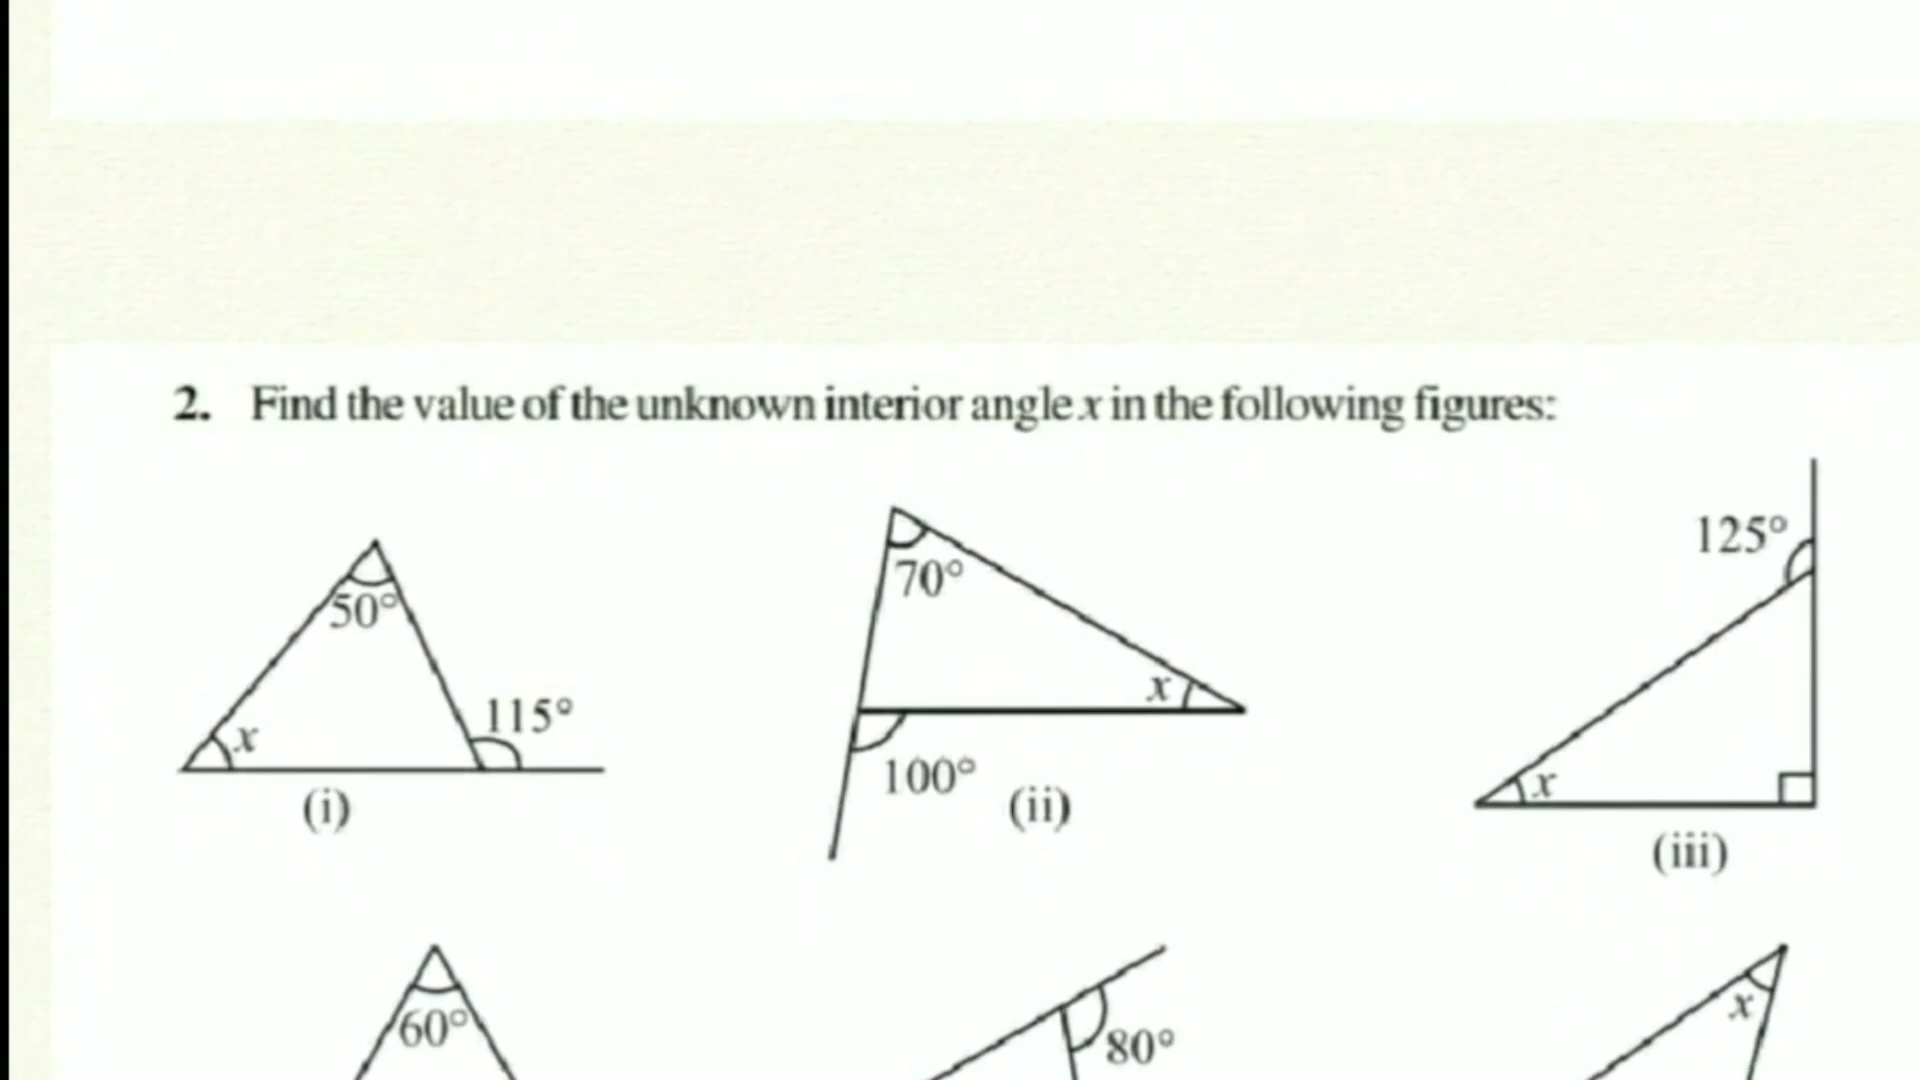 2. Find the value of the unknown interior angle x in the following figures:
50°
x
115°
(i)
70°
x
100°
(ii)
125°
x
(iii)
60°
80°
x